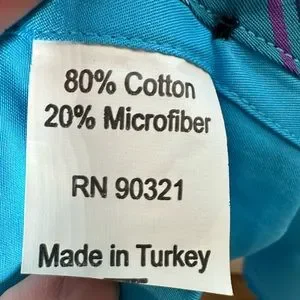 80% Cotton
20% Microfiber
RN 90321
Made in Turkey